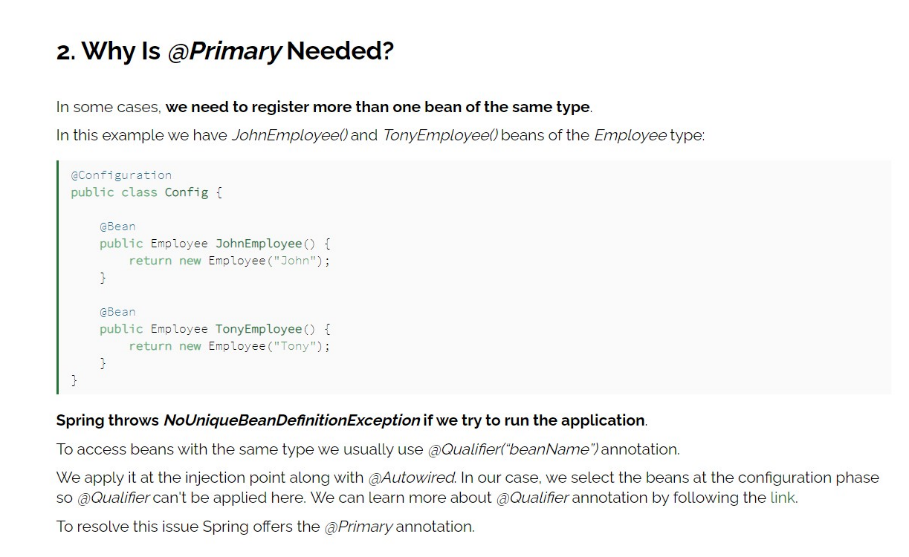 2. Why Is @Primary Needed?
In some cases, we need to register more than one bean of the same type.
In this example we have JohnEmployee() and TonyEmployee() beans of the Employee type:
@Configuration
public class Config {
@Bean
public Employee JohnEmployee() {
return new Employee("John");
}
@Bean
public Employee TonyEmployee() {
return new Employee("Tony");
}
}
Spring throws NoUniqueBeanDefinitionException if we try to run the application.
To access beans with the same type we usually use @Qualifier(“beanName”) annotation.
We apply it at the injection point along with @Autowired. In our case, we select the beans at the configuration phase
so @Qualifier can't be applied here. We can learn more about @Qualifier annotation by following the link.
To resolve this issue Spring offers the @Primary annotation.